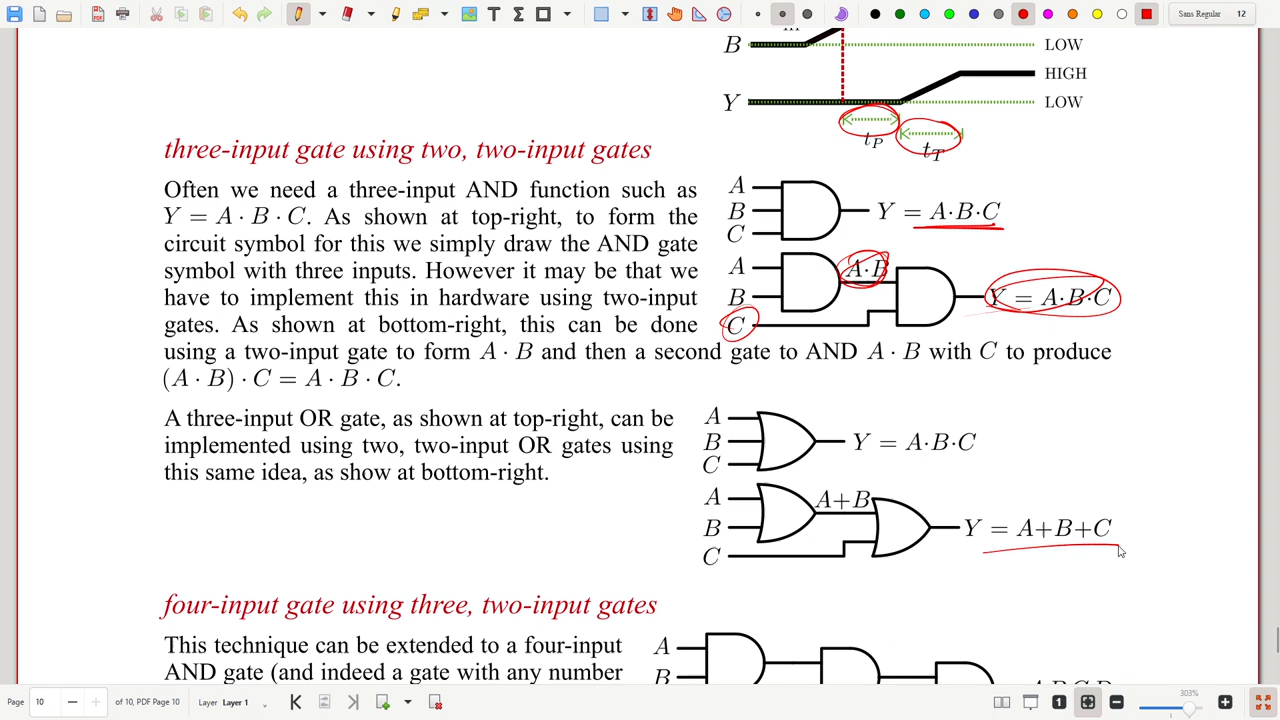 Sans Regular 12
in
B LOW
HIGH
Y LOW
tP
tT
three-input gate using two, two-input gates
Often we need a three-input AND function such as
Y = A · B · C. As shown at top-right, to form the
circuit symbol for this we simply draw the AND gate
symbol with three inputs. However it may be that we
have to implement this in hardware using two-input
gates. As shown at bottom-right, this can be done
using a two-input gate to form A · B and then a second gate to AND A · B with C to produce
(A · B) · C = A · B · C.
A
B Y = A·B·C
C
A A·B
B Y = A·B·C
C
A three-input OR gate, as shown at top-right, can be
implemented using two, two-input OR gates using
this same idea, as show at bottom-right.
A
B Y = A·B·C
C
A A+B
B Y = A+B+C
C
four-input gate using three, two-input gates
This technique can be extended to a four-input
AND gate (and indeed a gate with any number
A
B
Page 10 of 10, PDF Page 10 Layer Layer 1 303%